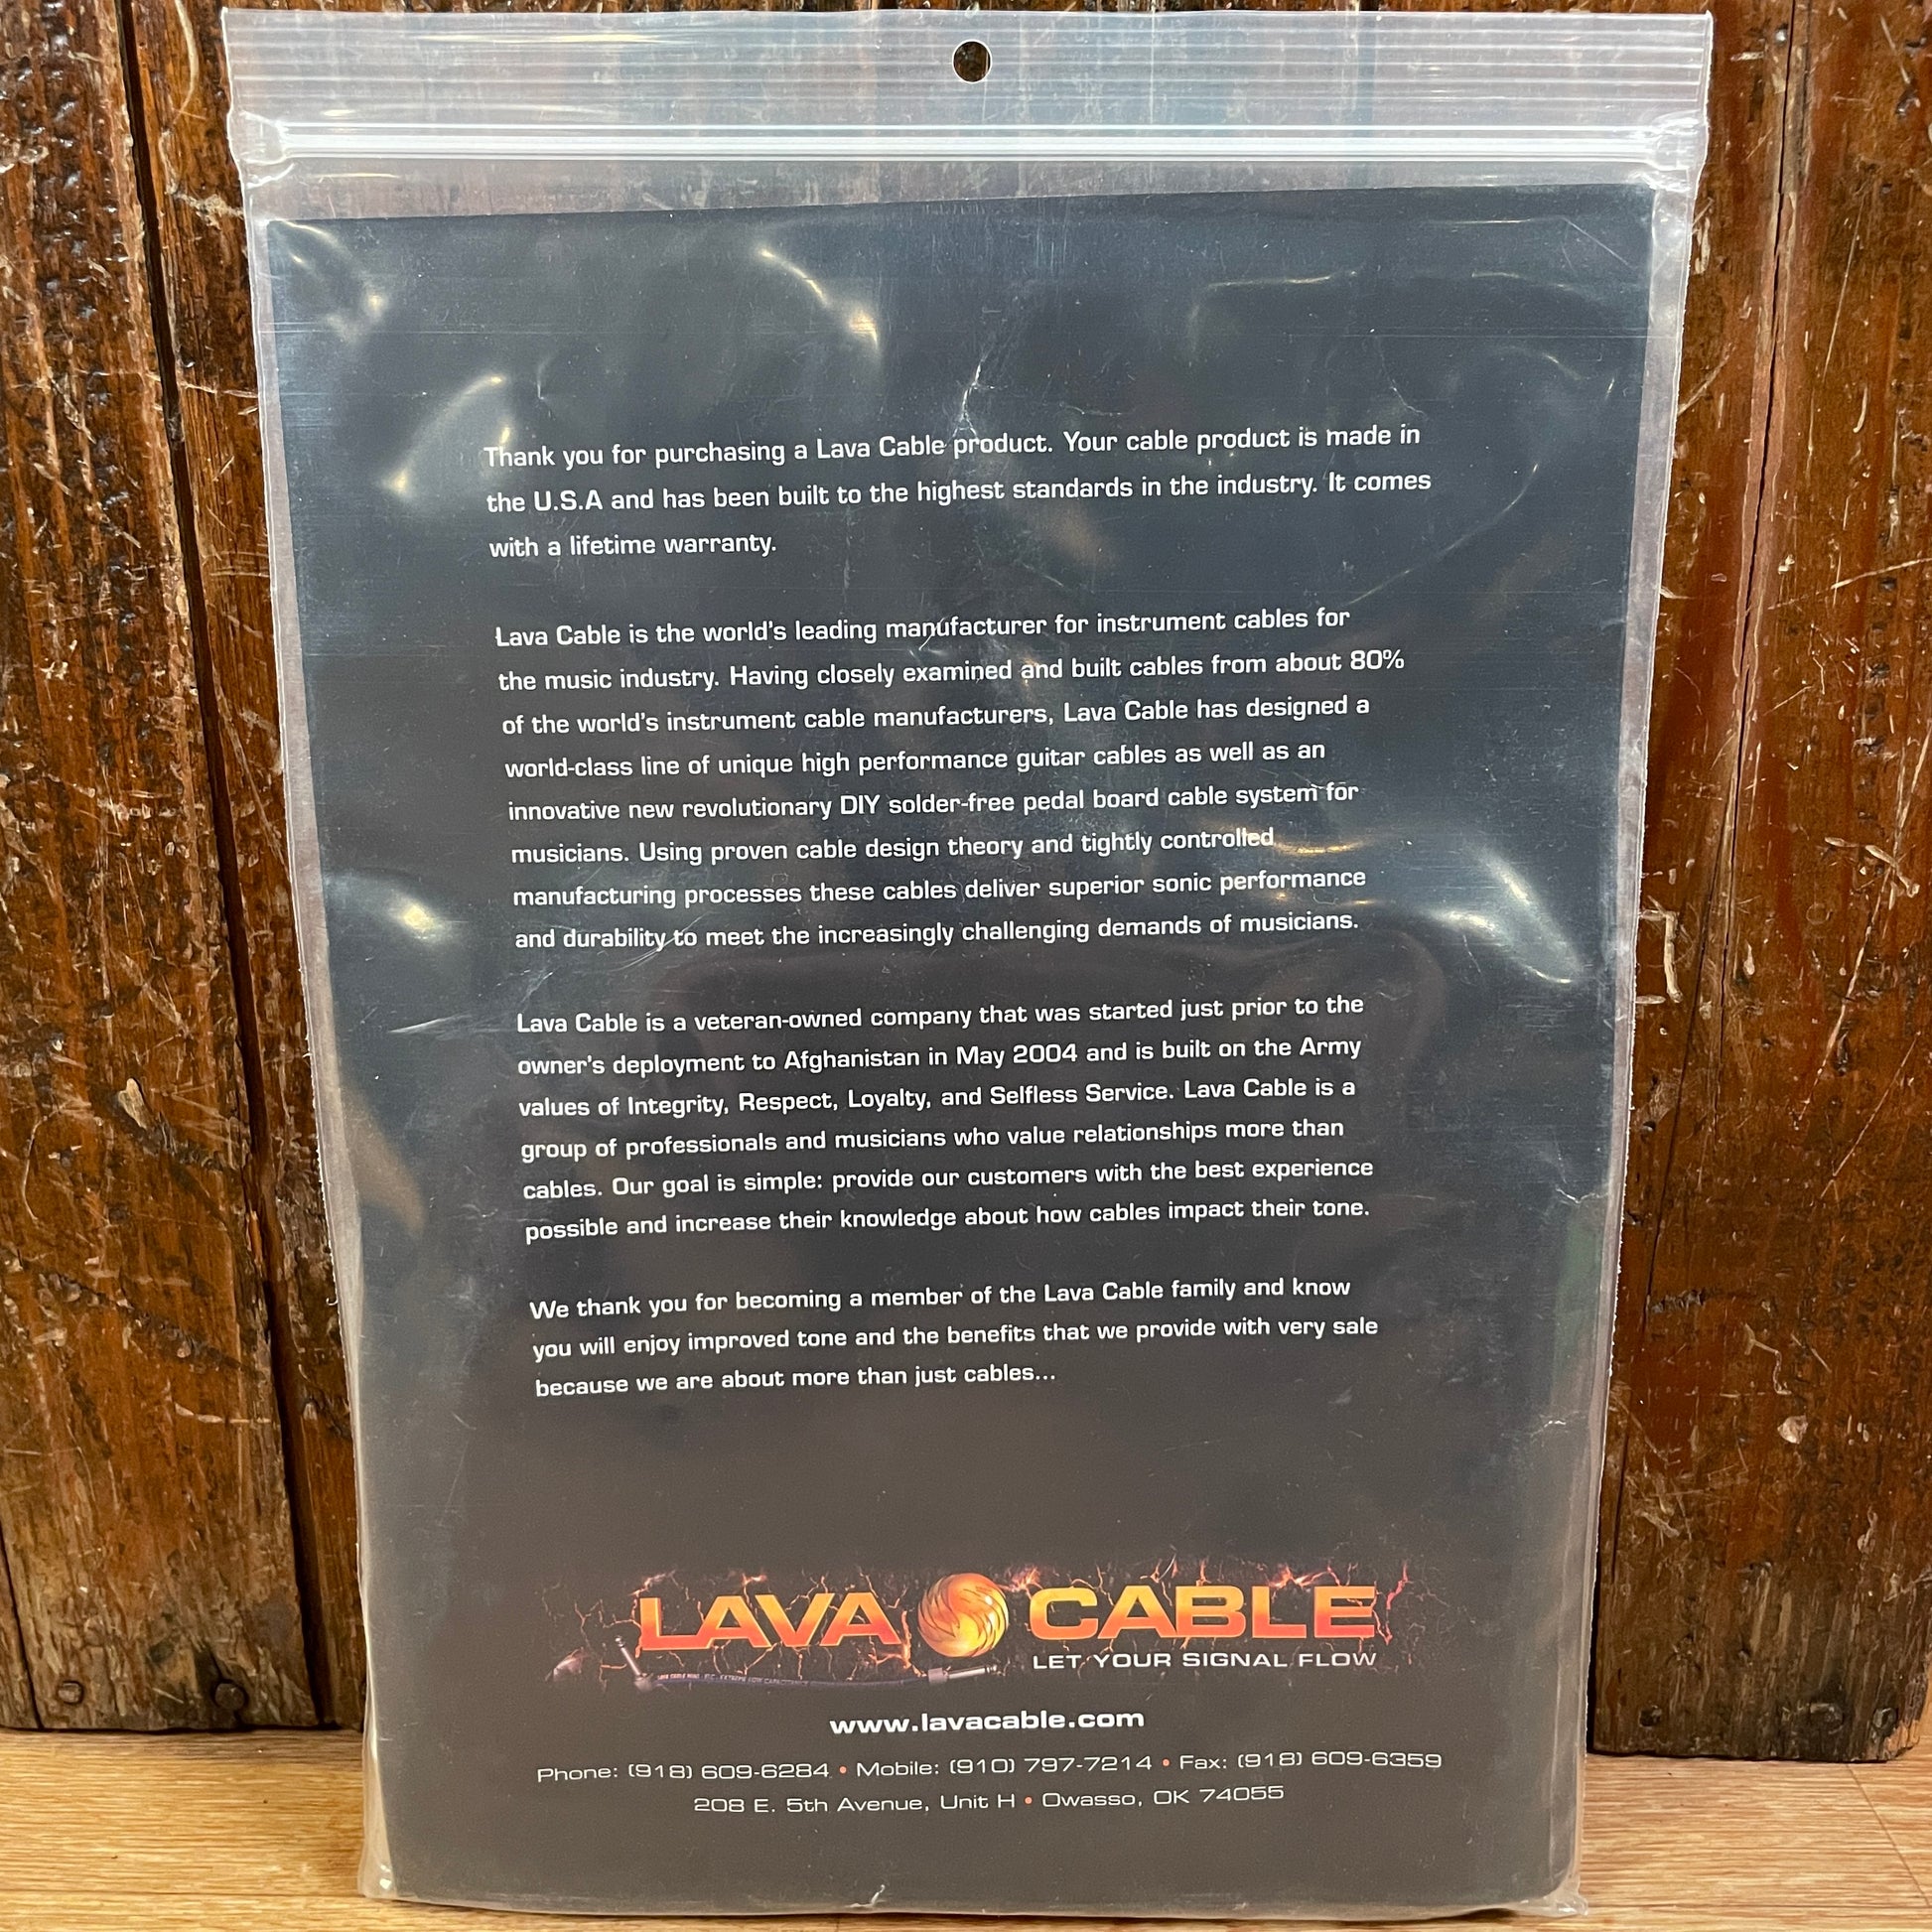 Thank you for purchasing a Lava Cable product. Your cable product is made in
the U.S.A and has been built to the highest standards in the industry. It comes
with a lifetime warranty.
Lava Cable is the world's leading manufacturer for instrument cables for
the music industry. Having closely examined and built cables from about 80%
of the world's instrument cable manufacturers, Lava Cable has designed a
world-class line of unique high performance guitar cables as well as an
innovative new revolutionary DIY solder-free pedal board cable system for
musicians. Using proven cable design theory and tightly controlled
manufacturing processes these cables deliver superior sonic performance
and durability to meet the increasingly challenging demands of musicians.
Lava Cable is a veteran-owned company that was started just prior to the
owner's deployment to Afghanistan in May 2004 and is built on the Army
values of Integrity, Respect, Loyalty, and Selfless Service. Lava Cable is a
group of professionals and musicians who value relationships more than
cables. Our goal is simple: provide our customers with the best experience
possible and increase their knowledge about how cables impact their tone.
We thank you for becoming a member of the Lava Cable family and know
you will enjoy improved tone and the benefits that we provide with very sale
because we are about more than just cables...
LAVA CABLE
LET YOUR SIGNAL FLOW
www.lavacable.com
Phone: (918) 609-6284 • Mobile: (910) 797-7214 • Fax: (918) 609-6359
208 E. 5th Avenue, Unit H • Owasso, OK 74055